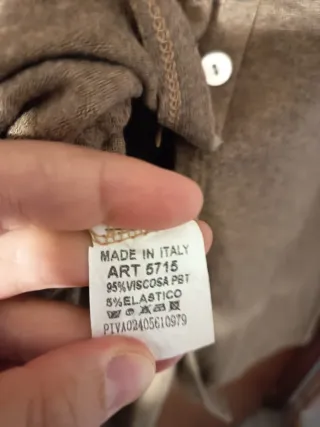 MADE IN ITALY
ART 5715
95%VISCOSA PBT
5%ELASTICO
PIVA02405610979